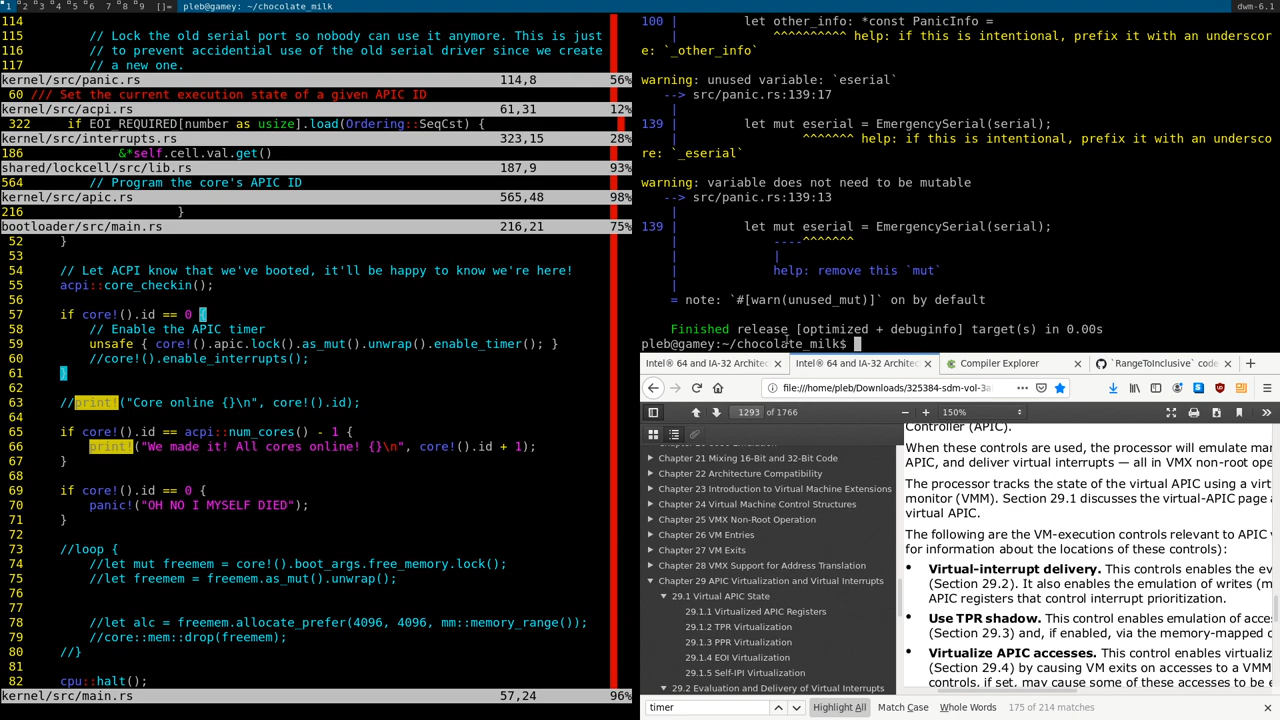 1 2 3 4 5 6 7 8 9 []= pleb@gamey: ~/chocolate_milk dwm-6.1
114
115 // Lock the old serial port so nobody can use it anymore. This is just
116 // to prevent accidential use of the old serial driver since we create
117 // a new one.
kernel/src/panic.rs 114,8 56%
60 /// Set the current execution state of a given APIC ID
kernel/src/acpi.rs 61,31 12%
322 if EOI_REQUIRED[number as usize].load(Ordering::SeqCst) {
kernel/src/interrupts.rs 323,15 28%
186 &*self.cell.val.get()
shared/lockcell/src/lib.rs 187,9 93%
564 // Program the core's APIC ID
kernel/src/apic.rs 565,48 98%
216 }
bootloader/src/main.rs 216,21 75%
52 }
53
54 // Let ACPI know that we've booted, it'll be happy to know we're here!
55 acpi::core_checkin();
56
57 if core!().id == 0 {
58 // Enable the APIC timer
59 unsafe { core!().apic.lock().as_mut().unwrap().enable_timer(); }
60 //core!().enable_interrupts();
61 }
62
63 //print!("Core online {}\n", core!().id);
64
65 if core!().id == acpi::num_cores() - 1 {
66 print!("We made it! All cores online! {}\n", core!().id + 1);
67 }
68
69 if core!().id == 0 {
70 panic!("OH NO I MYSELF DIED");
71 }
72
73 //loop {
74 //let mut freemem = core!().boot_args.free_memory.lock();
75 //let freemem = freemem.as_mut().unwrap();
76
77
78 //let alc = freemem.allocate_prefer(4096, 4096, mm::memory_range());
79 //core::mem::drop(freemem);
80 //}
81
82 cpu::halt();
kernel/src/main.rs 57,24 96%
100 | let other_info: *const PanicInfo =
| ^^^^^^^^^^ help: if this is intentional, prefix it with an underscor
e: `_other_info`
warning: unused variable: `eserial`
--> src/panic.rs:139:17
|
139 | let mut eserial = EmergencySerial(serial);
| ^^^^^^^ help: if this is intentional, prefix it with an undersco
re: `_eserial`
warning: variable does not need to be mutable
--> src/panic.rs:139:13
|
139 | let mut eserial = EmergencySerial(serial);
| ----^^^^^^^
| |
| help: remove this `mut`
|
= note: `#[warn(unused_mut)]` on by default
Finished release [optimized + debuginfo] target(s) in 0.00s
pleb@gamey:~/chocolate_milk$
Intel® 64 and IA-32 Architec Intel® 64 and IA-32 Architec Compiler Explorer `RangeToInclusive` code
file:///home/pleb/Downloads/325384-sdm-vol-3a
1293 of 1766 150%
Chapter 21 Mixing 16-Bit and 32-Bit Code
Chapter 22 Architecture Compatibility
Chapter 23 Introduction to Virtual Machine Extensions
Chapter 24 Virtual Machine Control Structures
Chapter 25 VMX Non-Root Operation
Chapter 26 VM Entries
Chapter 27 VM Exits
Chapter 28 VMX Support for Address Translation
Chapter 29 APIC Virtualization and Virtual Interrupts
29.1 Virtual APIC State
29.1.1 Virtualized APIC Registers
29.1.2 TPR Virtualization
29.1.3 PPR Virtualization
29.1.4 EOI Virtualization
29.1.5 Self-IPI Virtualization
29.2 Evaluation and Delivery of Virtual Interrupts
Controller (APIC).
When these controls are used, the processor will emulate mar
APIC, and deliver virtual interrupts — all in VMX non-root ope
The processor tracks the state of the virtual APIC using a virt
monitor (VMM). Section 29.1 discusses the virtual-APIC page a
virtual APIC.
The following are the VM-execution controls relevant to APIC v
for information about the locations of these controls):
• Virtual-interrupt delivery. This controls enables the ev
(Section 29.2). It also enables the emulation of writes (m
APIC registers that control interrupt prioritization.
• Use TPR shadow. This control enables emulation of acces
(Section 29.3) and, if enabled, via the memory-mapped o
• Virtualize APIC accesses. This control enables virtualiz
(Section 29.4) by causing VM exits on accesses to a VMM
controls, if set, may cause some of these accesses to be e
timer Highlight All Match Case Whole Words 175 of 214 matches